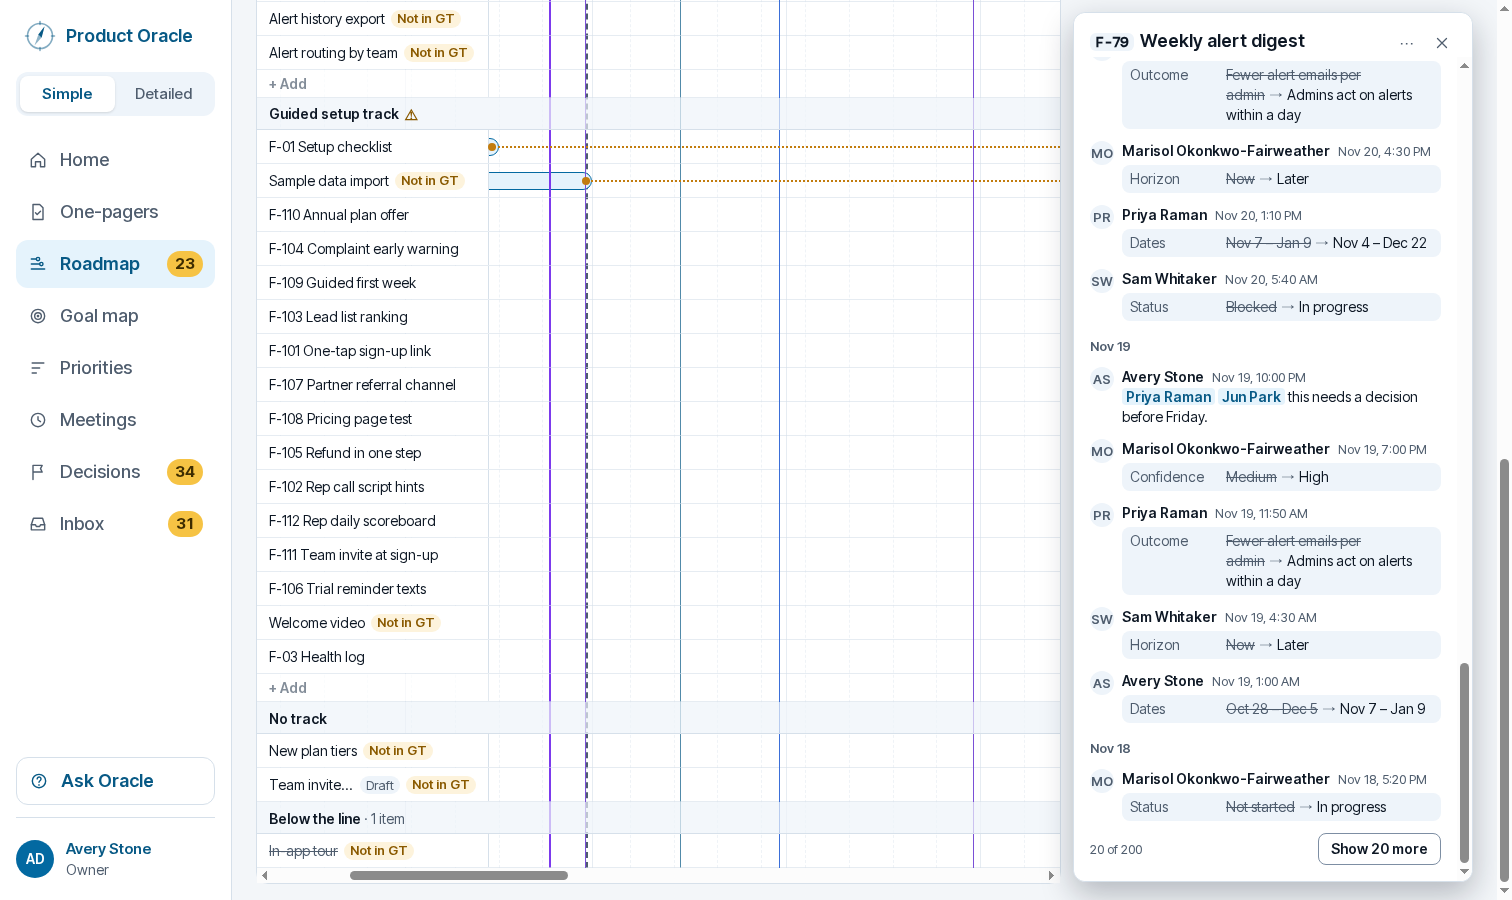 Product Oracle
Simple
Detailed
Home
One-pagers
Roadmap 23
Goal map
Priorities
Meetings
Decisions 34
Inbox 31
Ask Oracle
AD
Avery Stone
Owner
Alert history export Not in GT
Alert routing by team Not in GT
+ Add
Guided setup track
F-01 Setup checklist
Sample data import Not in GT
F-110 Annual plan offer
F-104 Complaint early warning
F-109 Guided first week
F-103 Lead list ranking
F-101 One-tap sign-up link
F-107 Partner referral channel
F-108 Pricing page test
F-105 Refund in one step
F-102 Rep call script hints
F-112 Rep daily scoreboard
F-111 Team invite at sign-up
F-106 Trial reminder texts
Welcome video Not in GT
F-03 Health log
+ Add
No track
New plan tiers Not in GT
Team invite... Draft Not in GT
Below the line · 1 item
In-app tour Not in GT
F-79 Weekly alert digest
Outcome Fewer alert emails per
admin → Admins act on alerts
within a day
MO Marisol Okonkwo-Fairweather Nov 20, 4:30 PM
Horizon Now → Later
PR Priya Raman Nov 20, 1:10 PM
Dates Nov 7 – Jan 9 → Nov 4 – Dec 22
SW Sam Whitaker Nov 20, 5:40 AM
Status Blocked → In progress
Nov 19
AS Avery Stone Nov 19, 10:00 PM
Priya Raman Jun Park this needs a decision
before Friday.
MO Marisol Okonkwo-Fairweather Nov 19, 7:00 PM
Confidence Medium → High
PR Priya Raman Nov 19, 11:50 AM
Outcome Fewer alert emails per
admin → Admins act on alerts
within a day
SW Sam Whitaker Nov 19, 4:30 AM
Horizon Now → Later
AS Avery Stone Nov 19, 1:00 AM
Dates Oct 28 – Dec 5 → Nov 7 – Jan 9
Nov 18
MO Marisol Okonkwo-Fairweather Nov 18, 5:20 PM
Status Not started → In progress
20 of 200
Show 20 more